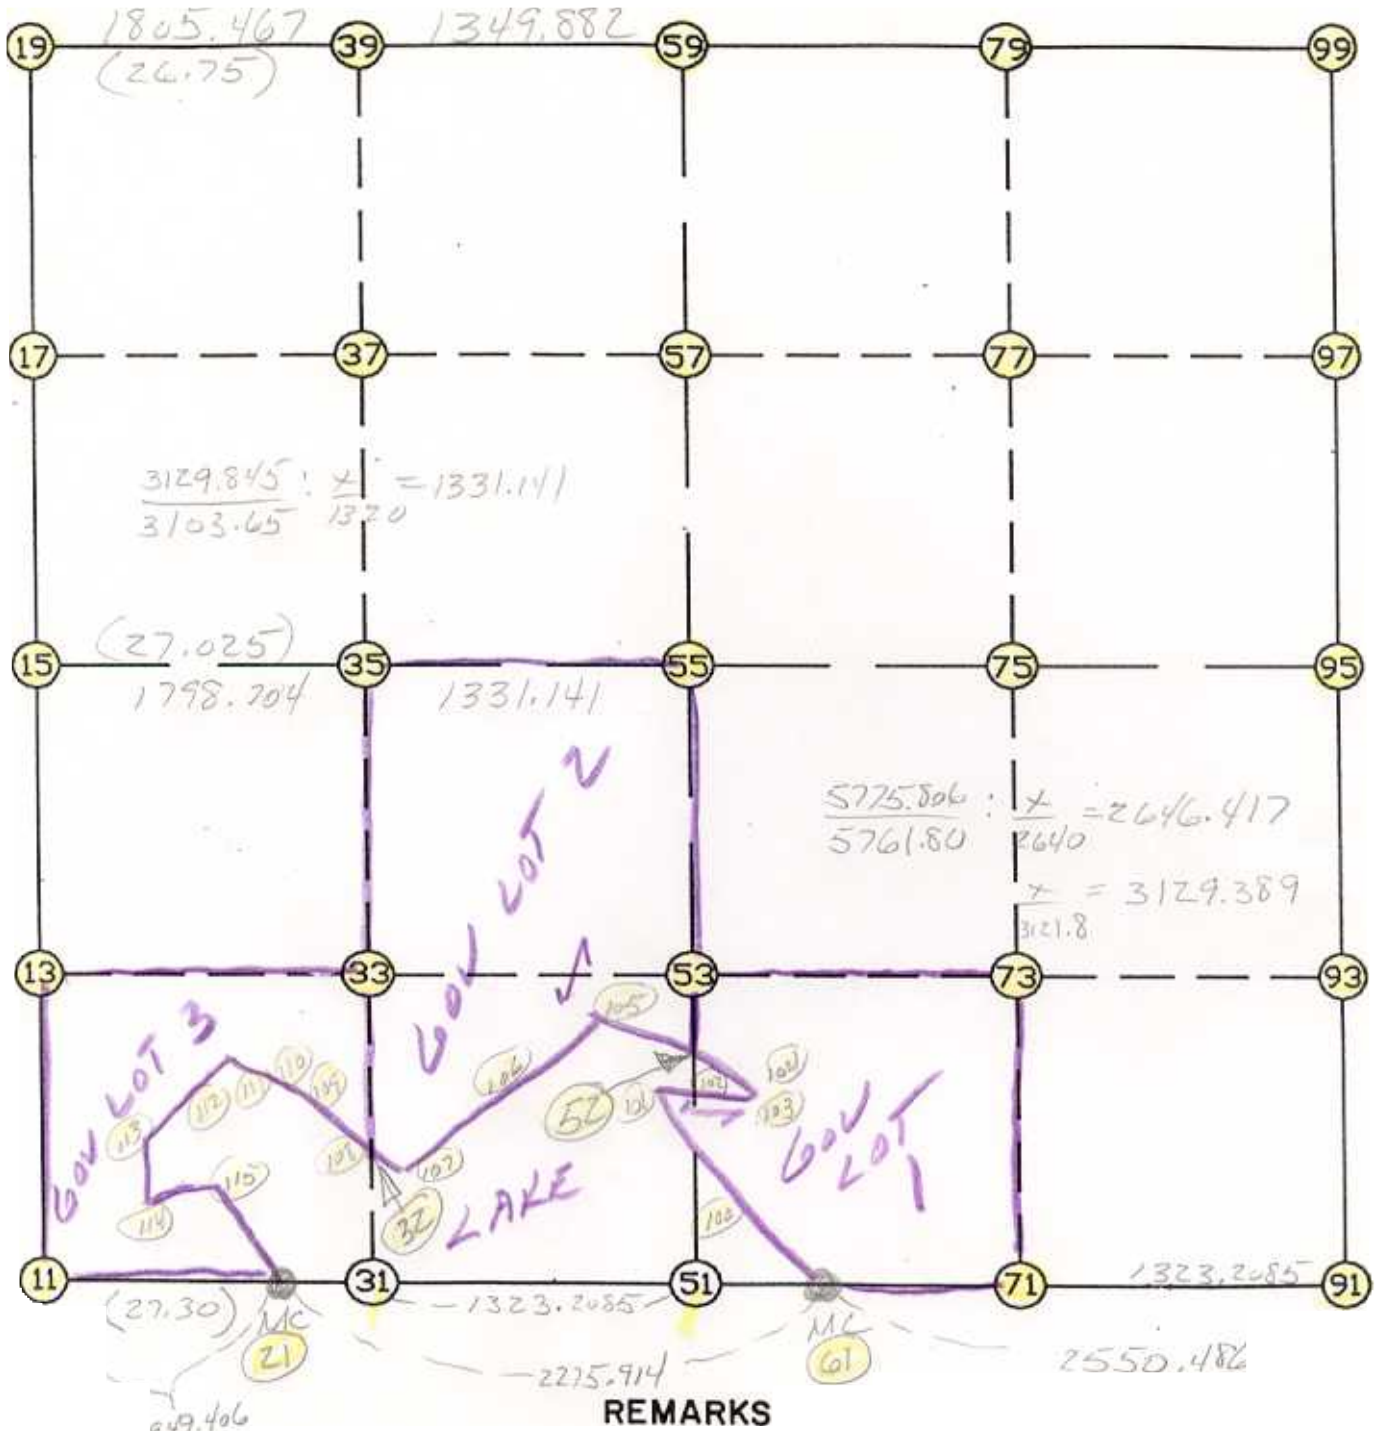 1805.467 1349.882
19 39 59 79 99
(26.75)
17 37 57 77 97
3129.845 : x = 1331.141
3103.65 1320
(27.025)
15 35 55 75 95
1798.204 1331.141
GOV LOT 2
5775.806 : x = 2646.417
5761.80 2640
x = 3129.389
3121.8
13 33 53 73 93
GOV LOT 3
105
112 111 110 109
106
52 101 102
103
113
GOV LOT 1
108 107
115
114
32 LAKE
100
11 31 51 71 1323.2085 91
(27.30) 1323.2085
MC MC
21 61
2275.914 2550.486
949.406
REMARKS